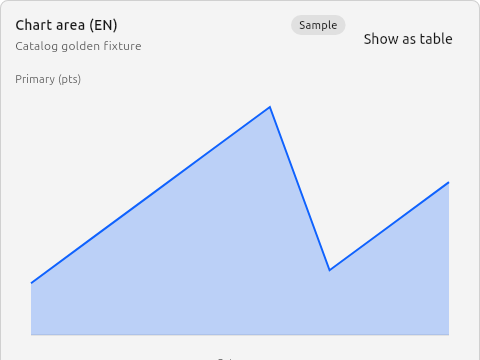 Chart area (EN)
Sample
Show as table
Catalog golden fixture
Primary (pts)